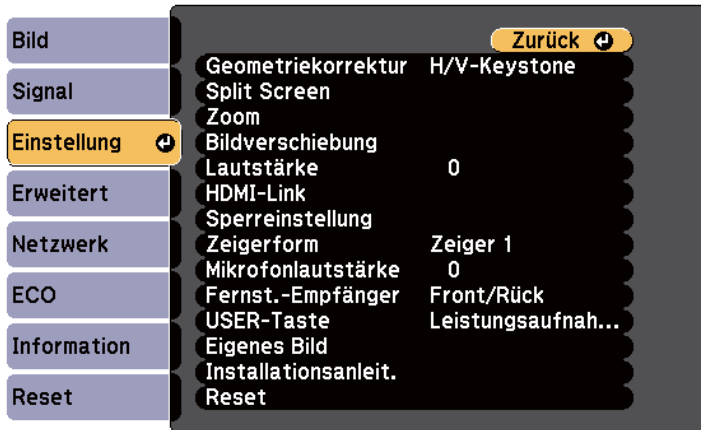 Bild
Signal
Einstellung
Erweitert
Netzwerk
ECO
Information
Reset
Zurück
Geometriekorrektur H/V-Keystone
Split Screen
Zoom
Bildverschiebung
Lautstärke 0
HDMI-Link
Sperreinstellung
Zeigerform Zeiger 1
Mikrofonlautstärke 0
Fernst.-Empfänger Front/Rück
USER-Taste Leistungsaufnah...
Eigenes Bild
Installationsanleit.
Reset